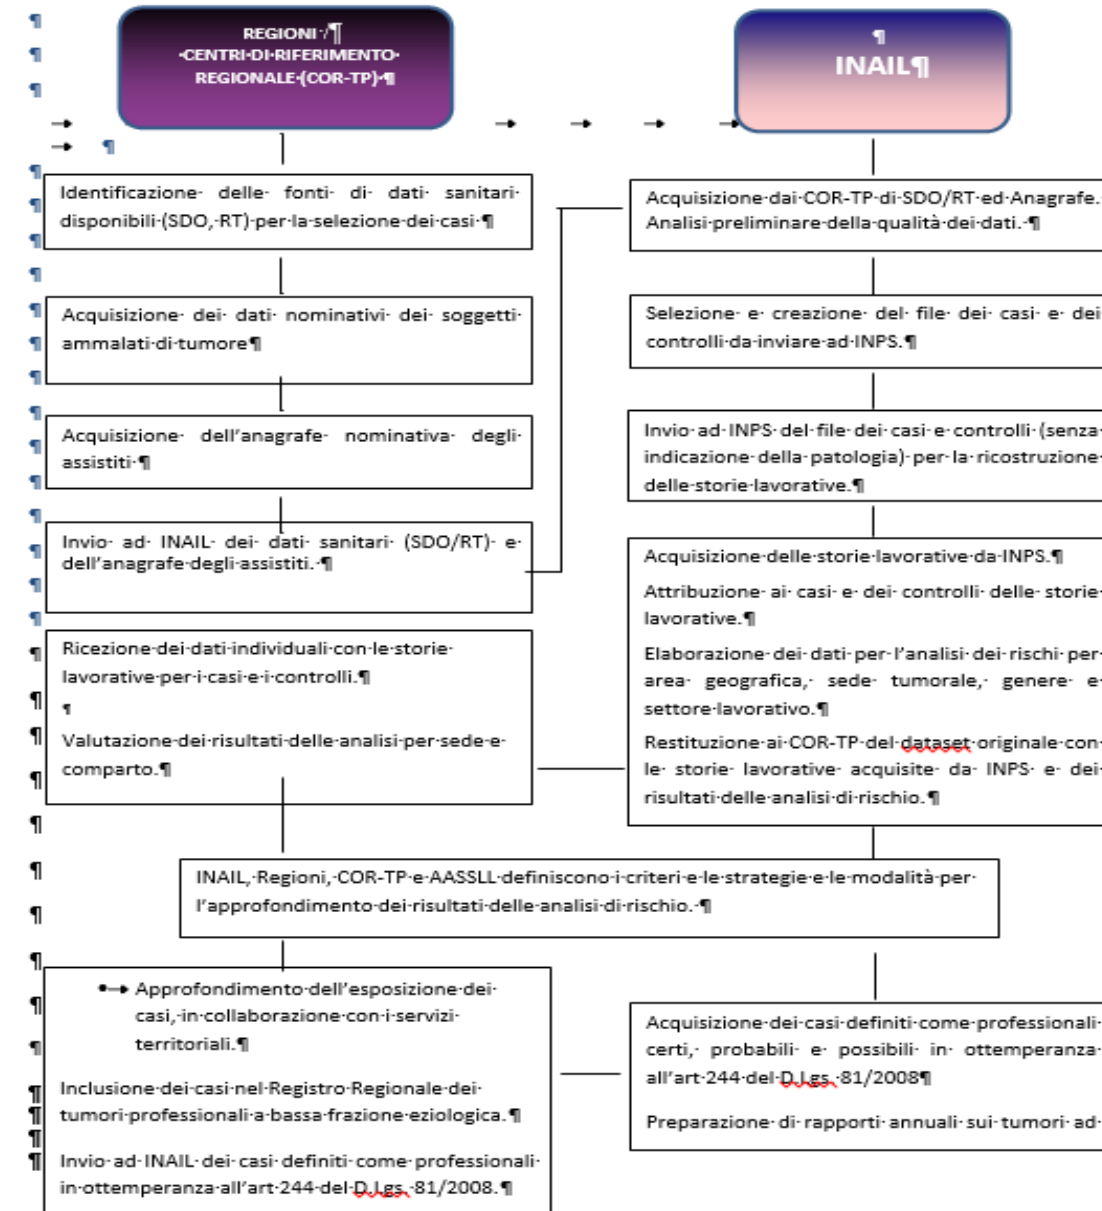 REGIONI /
CENTRI DI RIFERIMENTO
REGIONALE (COR-TP)
INAIL
Identificazione delle fonti di dati sanitari
disponibili (SDO, RT) per la selezione dei casi
Acquisizione dei dati nominativi dei soggetti
ammalati di tumore
Acquisizione dell'anagrafe nominativa degli
assistiti
Invio ad INAIL dei dati sanitari (SDO/RT) e
dell'anagrafe degli assistiti.
Ricezione dei dati individuali con le storie
lavorative per i casi e i controlli.
Valutazione dei risultati delle analisi per sede e
comparto.
Acquisizione dai COR-TP di SDO/RT ed Anagrafe.
Analisi preliminare della qualità dei dati.
Selezione e creazione del file dei casi e dei
controlli da inviare ad INPS.
Invio ad INPS del file dei casi e controlli (senza
indicazione della patologia) per la ricostruzione
delle storie lavorative.
Acquisizione delle storie lavorative da INPS.
Attribuzione ai casi e dei controlli delle storie
lavorative.
Elaborazione dei dati per l'analisi dei rischi per
area geografica, sede tumorale, genere e
settore lavorativo.
Restituzione ai COR-TP del dataset originale con
le storie lavorative acquisite da INPS e dei
risultati delle analisi di rischio.
INAIL, Regioni, COR-TP e AASSLL definiscono i criteri e le strategie e le modalità per
l'approfondimento dei risultati delle analisi di rischio.
Approfondimento dell'esposizione dei
casi, in collaborazione con i servizi
territoriali.
Inclusione dei casi nel Registro Regionale dei
tumori professionali a bassa frazione eziologica.
Invio ad INAIL dei casi definiti come professionali
in ottemperanza all'art 244 del D.Lgs. 81/2008.
Acquisizione dei casi definiti come professionali
certi, probabili e possibili in ottemperanza
all'art 244 del D.Lgs. 81/2008
Preparazione di rapporti annuali sui tumori ad